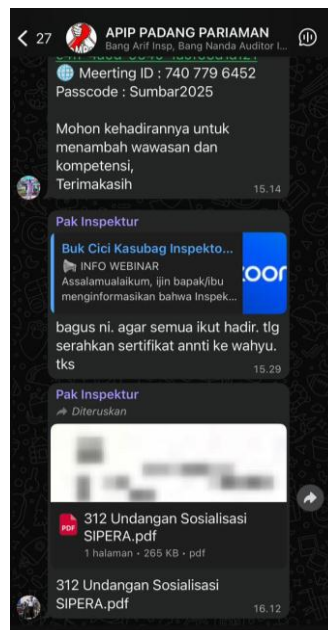 27
APIP PADANG PARIAMAN
Bang Arif Insp, Bang Nanda Auditor I...
Meerting ID : 740 779 6452
Passcode : Sumbar2025
Mohon kehadirannya untuk
menambah wawasan dan
kompetensi,
Terimakasih
15.14
Pak Inspektur
Buk Cici Kasubag Inspekto...
INFO WEBINAR
Assalamualaikum, ijin bapak/ibu
menginformasikan bahwa Inspek...
zoor
bagus ni. agar semua ikut hadir. tlg
serahkan sertifikat annti ke wahyu.
tks
15.29
Pak Inspektur
Diteruskan
PDF
312 Undangan Sosialisasi
SIPERA.pdf
1 halaman • 265 KB • pdf
312 Undangan Sosialisasi
SIPERA.pdf
16.12